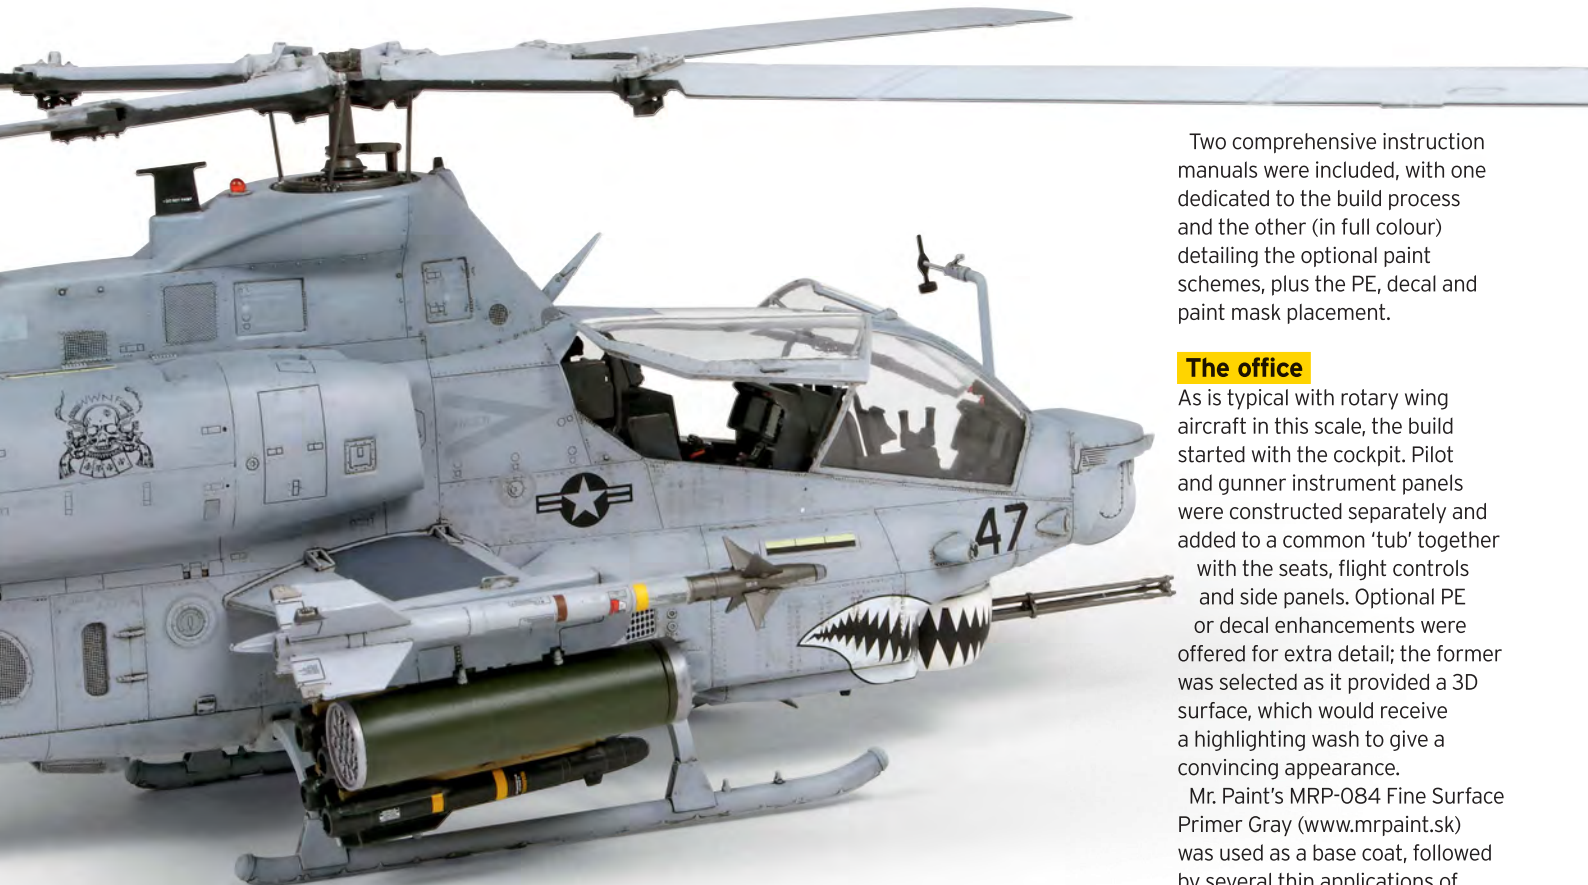 Two comprehensive instruction
manuals were included, with one
dedicated to the build process
and the other (in full colour)
detailing the optional paint
schemes, plus the PE, decal and
paint mask placement.
The office
As is typical with rotary wing
aircraft in this scale, the build
started with the cockpit. Pilot
and gunner instrument panels
were constructed separately and
added to a common ‘tub’ together
with the seats, flight controls
and side panels. Optional PE
or decal enhancements were
offered for extra detail; the former
was selected as it provided a 3D
surface, which would receive
a highlighting wash to give a
convincing appearance.
Mr. Paint’s MRP-084 Fine Surface
Primer Gray (www.mrpaint.sk)
was used as a base coat, followed
by several thin applications of
47